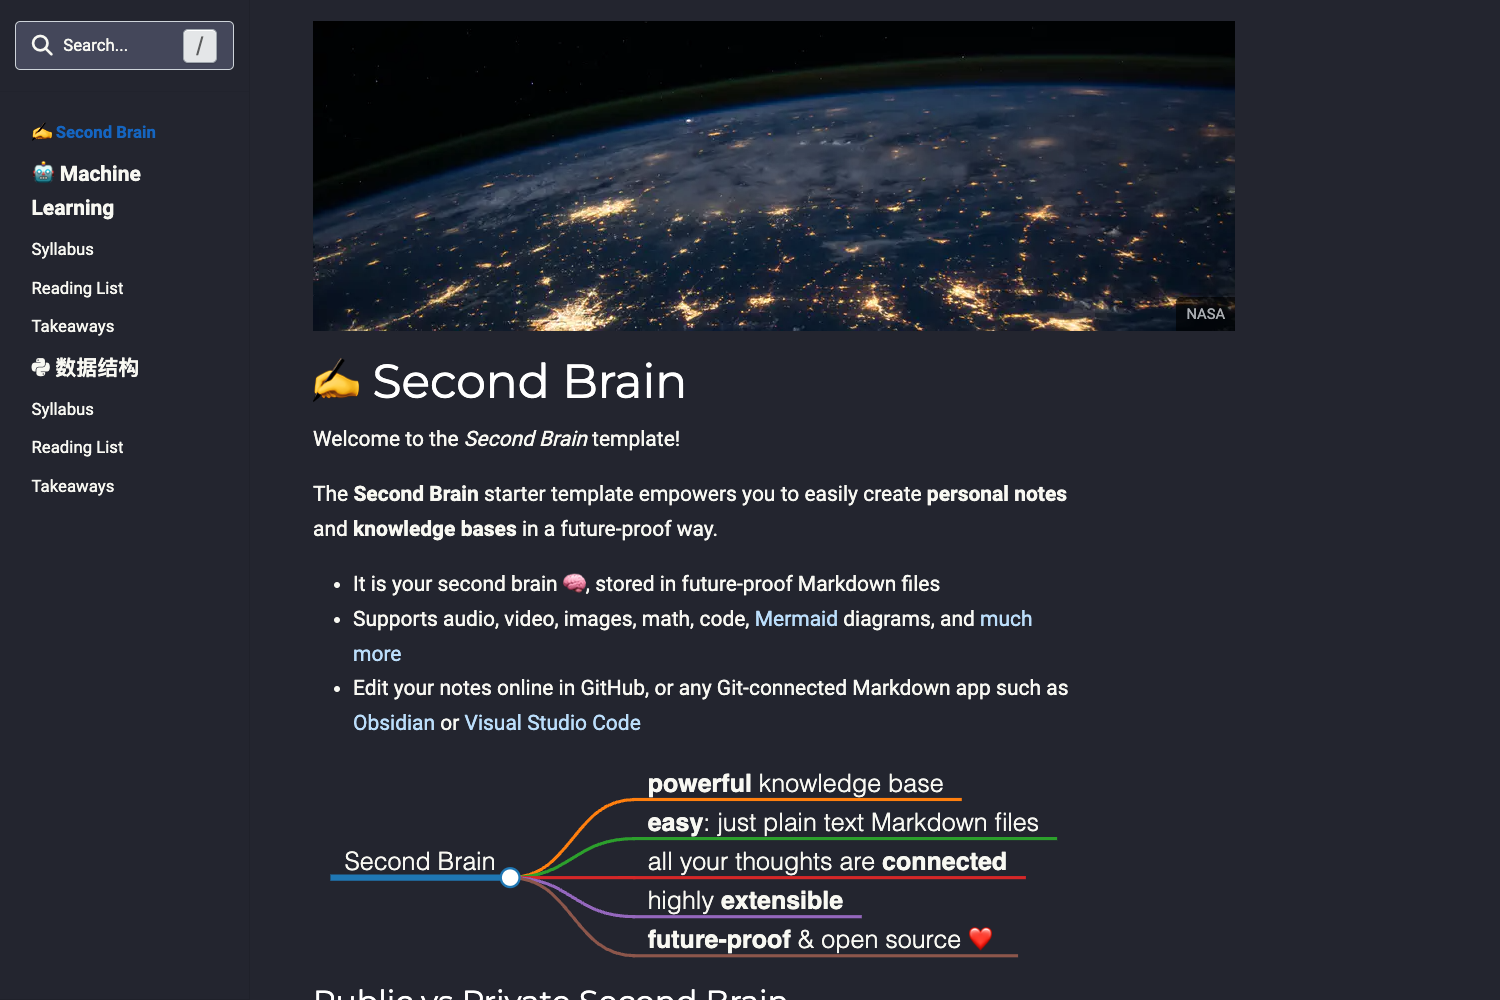 Search...
/
✍️ Second Brain
🤖 Machine
Learning
Syllabus
Reading List
Takeaways
数据结构
Syllabus
Reading List
Takeaways
NASA
✍️ Second Brain
Welcome to the Second Brain template!
The Second Brain starter template empowers you to easily create personal notes
and knowledge bases in a future-proof way.
• It is your second brain 🧠, stored in future-proof Markdown files
• Supports audio, video, images, math, code, Mermaid diagrams, and much
more
• Edit your notes online in GitHub, or any Git-connected Markdown app such as
Obsidian or Visual Studio Code
Second Brain
powerful knowledge base
easy: just plain text Markdown files
all your thoughts are connected
highly extensible
future-proof & open source ❤️
Public vs Private Second Brain